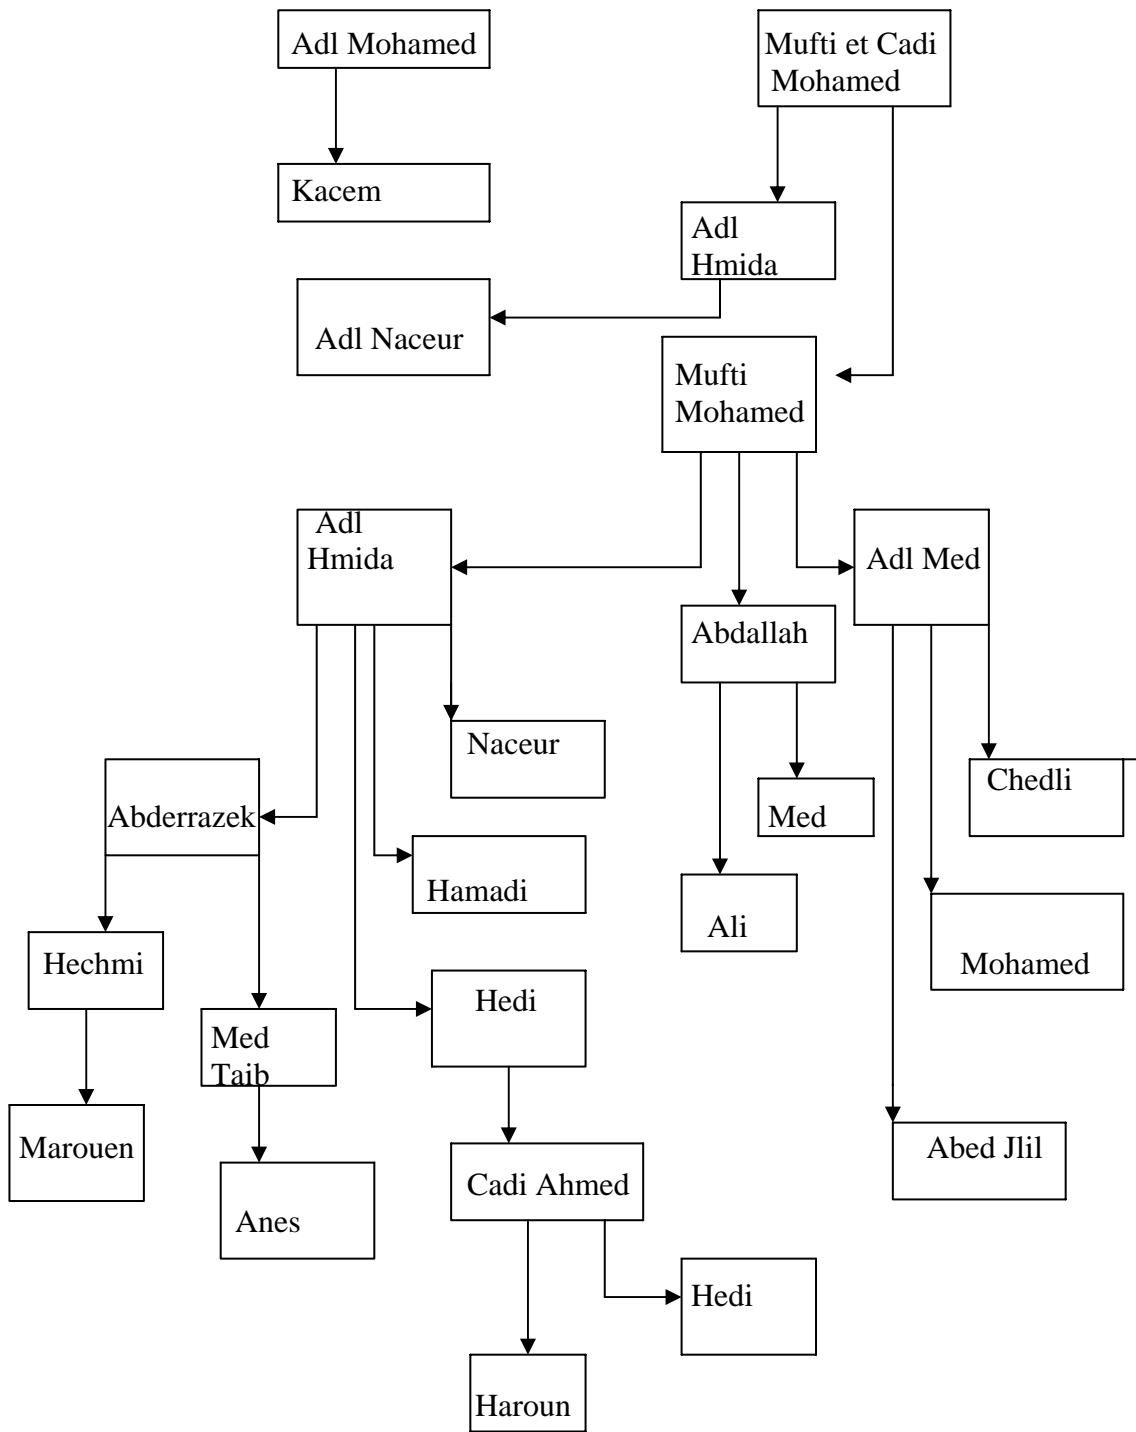 Adl Mohamed
Mufti et Cadi
Mohamed
Kacem
Adl
Hmida
Adl Naceur
Mufti
Mohamed
Adl
Hmida
Adl Med
Abdallah
Naceur
Chedli
Abderrazek
Med
Hamadi
Ali
Hechmi
Mohamed
Hedi
Med
Taib
Marouen
Abed Jlil
Cadi Ahmed
Anes
Hedi
Haroun